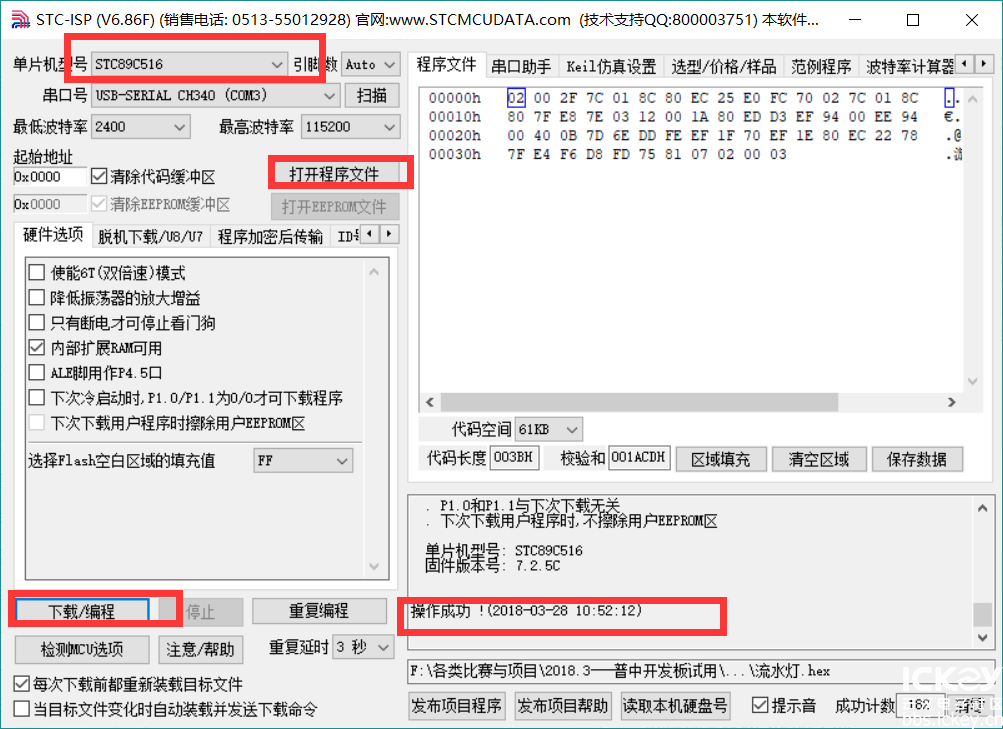 STC-ISP (V6.86F) (销售电话: 0513-55012928) 官网:www.STCMCUDATA.com (技术支持QQ:800003751) 本软件...
单片机型号 STC89C516 引脚数 Auto
串口号 USB-SERIAL CH340 (COM3) 扫描
最低波特率 2400 最高波特率 115200
起始地址
0x0000 清除代码缓冲区 打开程序文件
0x0000 清除EEPROM缓冲区 打开EEPROM文件
硬件选项 脱机下载/U8/U7 程序加密后传输 ID号
使能6T(双倍速)模式
降低振荡器的放大增益
只有断电才可停止看门狗
内部扩展RAM可用
ALE脚用作P4.5口
下次冷启动时,P1.0/P1.1为0/0才可下载程序
下次下载用户程序时擦除用户EEPROM区
选择Flash空白区域的填充值 FF
下载/编程 停止 重复编程
检测MCU选项 注意/帮助 重复延时 3 秒
每次下载前都重新装载目标文件
当目标文件变化时自动装载并发送下载命令
程序文件 串口助手 Keil仿真设置 选型/价格/样品 范例程序 波特率计算器
00000h 02 00 2F 7C 01 8C 80 EC 25 E0 FC 70 02 7C 01 8C ..
00010h 80 7F E8 7E 03 12 00 1A 80 ED D3 EF 94 00 EE 94 €.
00020h 00 40 0B 7D 6E DD FE EF 1F 70 EF 1E 80 EC 22 78 .@
00030h 7F E4 F6 D8 FD 75 81 07 02 00 03
代码空间 61KB
代码长度 003BH 校验和 001ACDH 区域填充 清空区域 保存数据
. P1.0和P1.1与下次下载无关
. 下次下载用户程序时,不擦除用户EEPROM区
单片机型号: STC89C516
固件版本号: 7.2.5C
操作成功 !(2018-03-28 10:52:12)
F:\各类比赛与项目\2018.3——普中开发板试用\...\流水灯.hex
发布项目程序 发布项目帮助 读取本机硬盘号 提示音 成功计数 182 清零
ICkey
bbs.ickey.cn